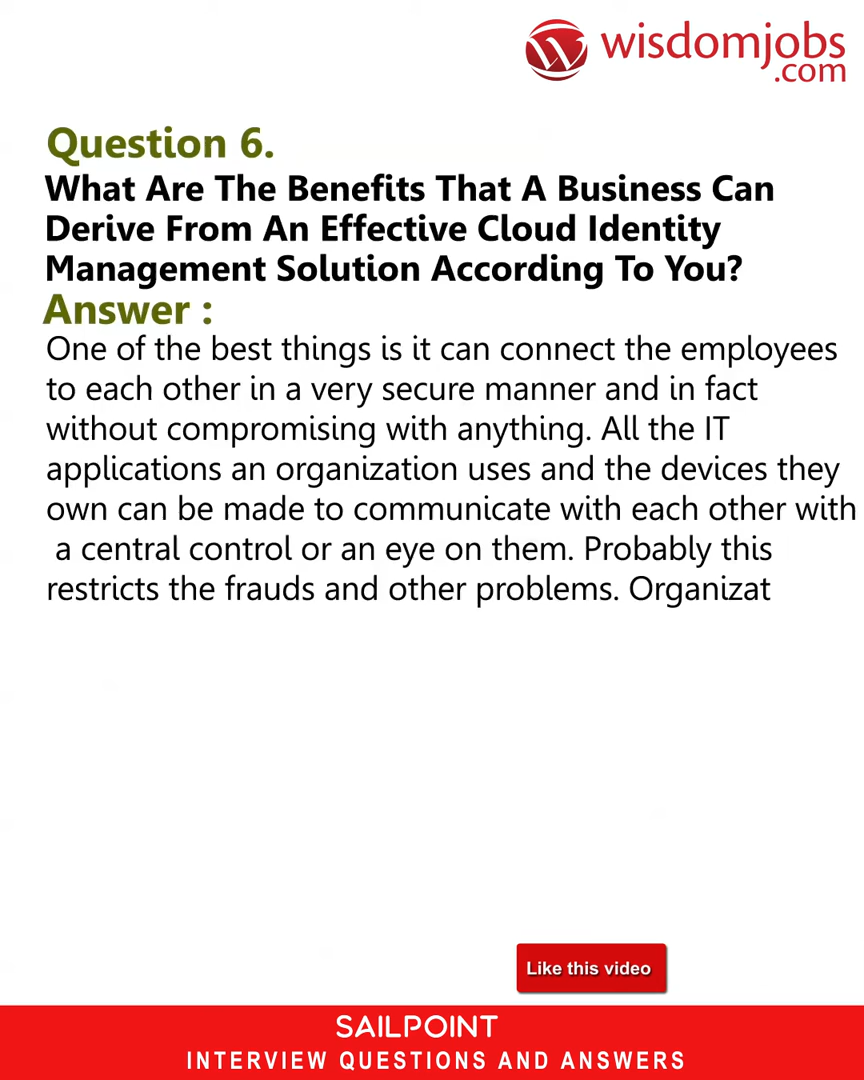 wisdomjobs
.com
Question 6.
What Are The Benefits That A Business Can
Derive From An Effective Cloud Identity
Management Solution According To You?
Answer :
One of the best things is it can connect the employees
to each other in a very secure manner and in fact
without compromising with anything. All the IT
applications an organization uses and the devices they
own can be made to communicate with each other with
a central control or an eye on them. Probably this
restricts the frauds and other problems. Organizat
Like this video
SAILPOINT
INTERVIEW QUESTIONS AND ANSWERS